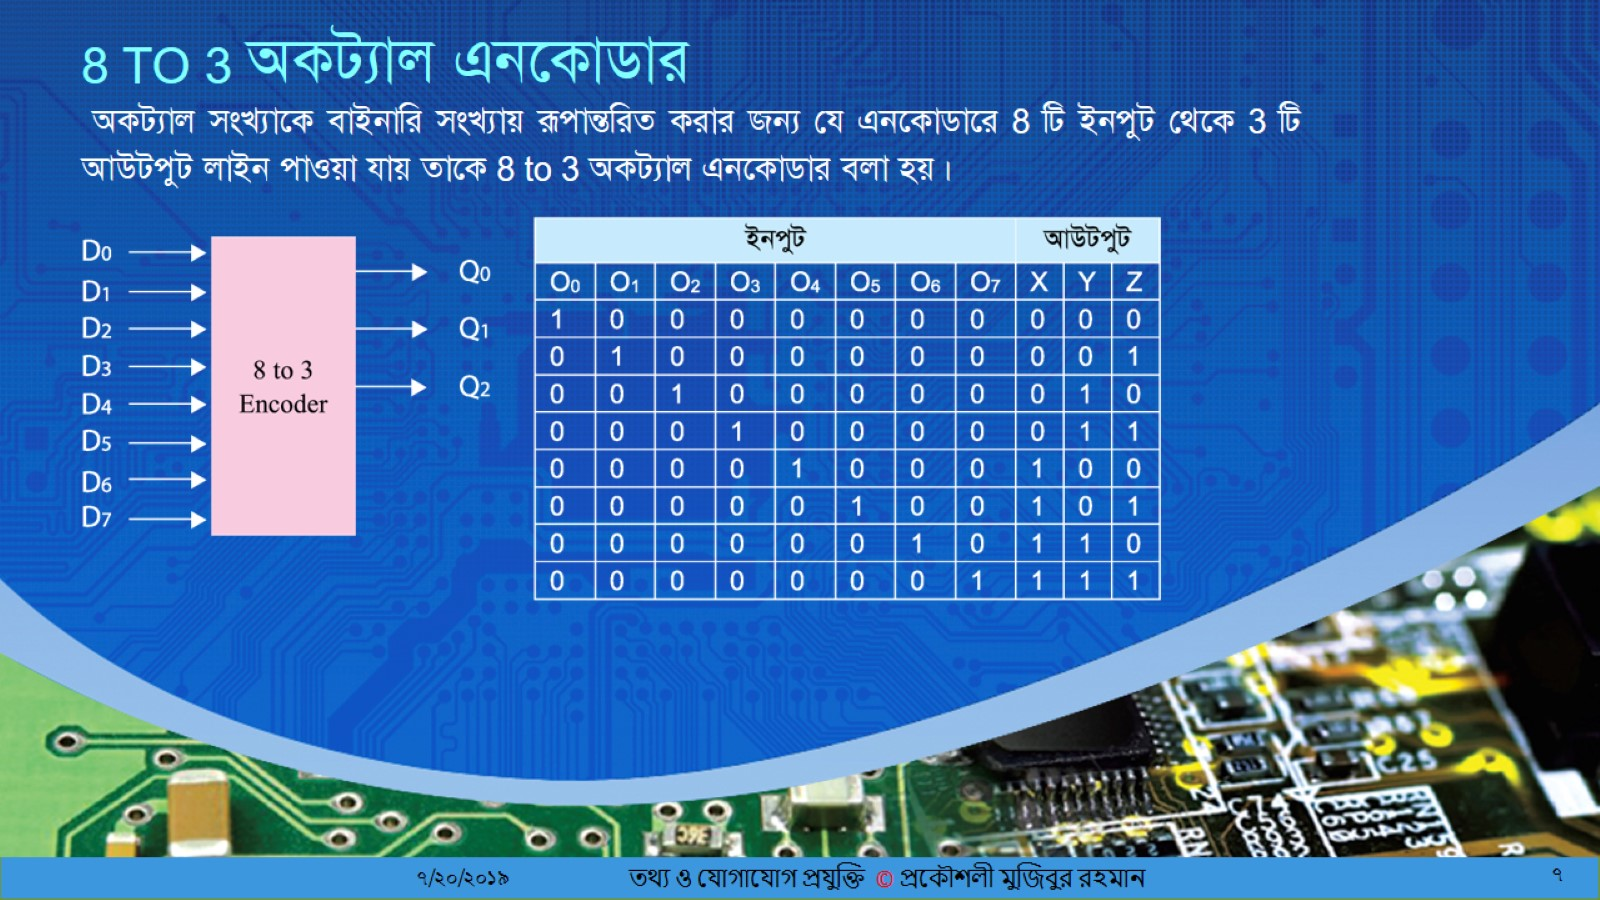 8 TO 3 অকট্যাল এনকোডার
অকট্যাল সংখ্যাকে বাইনারি সংখ্যায় রূপান্তরিত করার জন্য যে এনকোডারে 8 টি ইনপুট থেকে 3 টি
আউটপুট লাইন পাওয়া যায় তাকে 8 to 3 অকট্যাল এনকোডার বলা হয়।
D0
D1
D2
D3
D4
D5
D6
D7
8 to 3
Encoder
Q0
Q1
Q2
ইনপুট আউটপুট
O0 O1 O2 O3 O4 O5 O6 O7 X Y Z
1 0 0 0 0 0 0 0 0 0 0
0 1 0 0 0 0 0 0 0 0 1
0 0 1 0 0 0 0 0 0 1 0
0 0 0 1 0 0 0 0 0 1 1
0 0 0 0 1 0 0 0 1 0 0
0 0 0 0 0 1 0 0 1 0 1
0 0 0 0 0 0 1 0 1 1 0
0 0 0 0 0 0 0 1 1 1 1
C25
৭/২০/২০১৯ তথ্য ও যোগাযোগ প্রযুক্তি © প্রকৌশলী মুজিবুর রহমান ৭